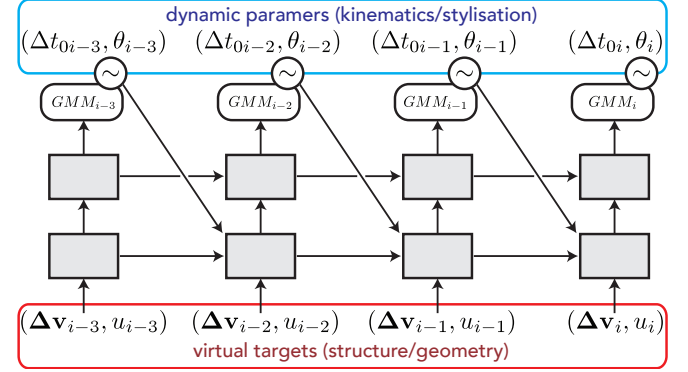 dynamic paramers (kinematics/stylisation)
(Δt₀ᵢ₋₃, θᵢ₋₃) (Δt₀ᵢ₋₂, θᵢ₋₂) (Δt₀ᵢ₋₁, θᵢ₋₁) (Δt₀ᵢ, θᵢ)
∼ ∼ ∼ ∼
GMMᵢ₋₃ GMMᵢ₋₂ GMMᵢ₋₁ GMMᵢ
(𝚫𝐯ᵢ₋₃, uᵢ₋₃) (𝚫𝐯ᵢ₋₂, uᵢ₋₂) (𝚫𝐯ᵢ₋₁, uᵢ₋₁) (𝚫𝐯ᵢ, uᵢ)
virtual targets (structure/geometry)